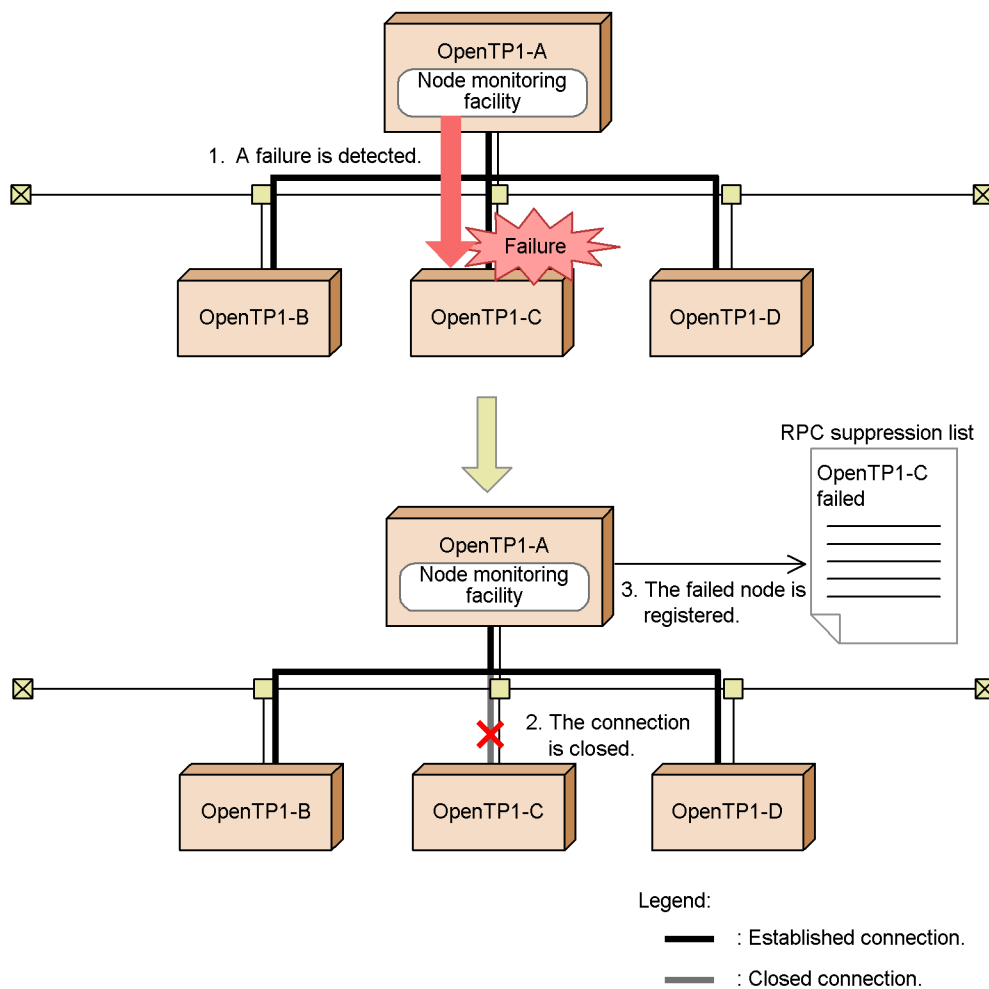 OpenTP1-A
Node monitoring
facility
1. A failure is detected.
Failure
OpenTP1-B
OpenTP1-C
OpenTP1-D
RPC suppression list
OpenTP1-C
failed
OpenTP1-A
Node monitoring
facility
3. The failed node is
registered.
2. The connection
is closed.
OpenTP1-B
OpenTP1-C
OpenTP1-D
Legend:
: Established connection.
: Closed connection.